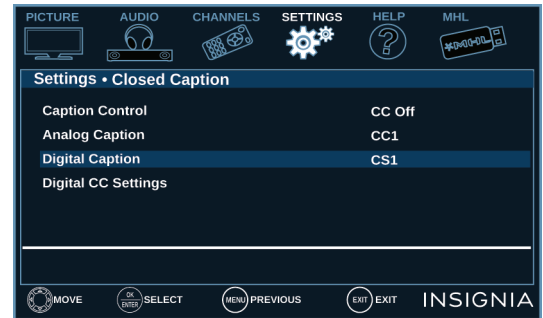 PICTURE AUDIO CHANNELS SETTINGS HELP MHL
MHL
Settings • Closed Caption
Caption Control CC Off
Analog Caption CC1
Digital Caption CS1
Digital CC Settings
MOVE OK ENTER SELECT MENU PREVIOUS EXIT EXIT INSIGNIA